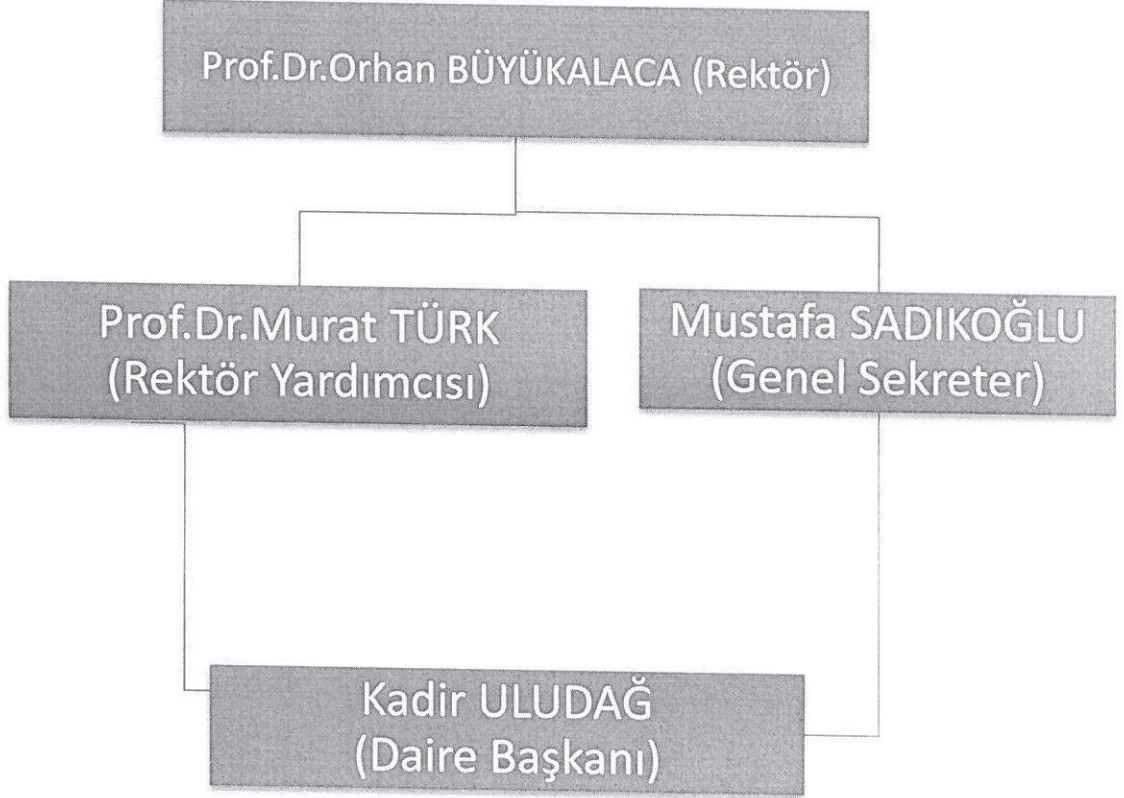 Prof.Dr.Orhan BÜYÜKALACA (Rektör)
Prof.Dr.Murat TÜRK
(Rektör Yardımcısı)
Mustafa SADIKOĞLU
(Genel Sekreter)
Kadir ULUDAĞ
(Daire Başkanı)